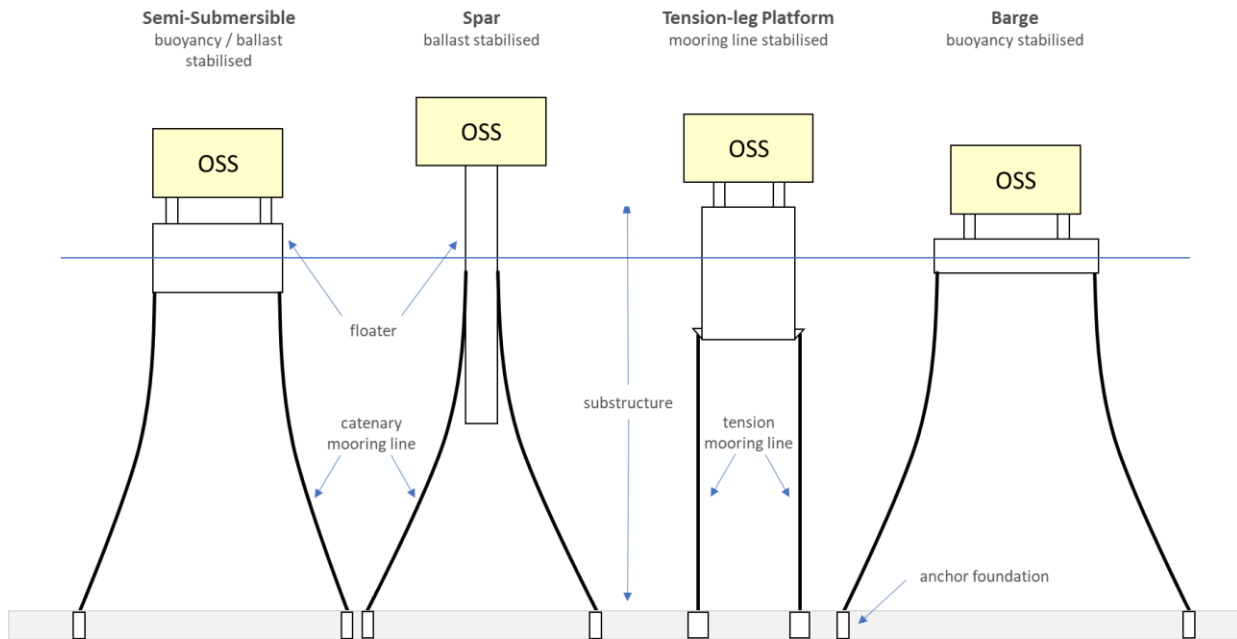 Semi-Submersible
buoyancy / ballast
stabilised
Spar
ballast stabilised
Tension-leg Platform
mooring line stabilised
Barge
buoyancy stabilised
OSS
OSS
OSS
OSS
floater
catenary
mooring line
substructure
tension
mooring line
anchor foundation